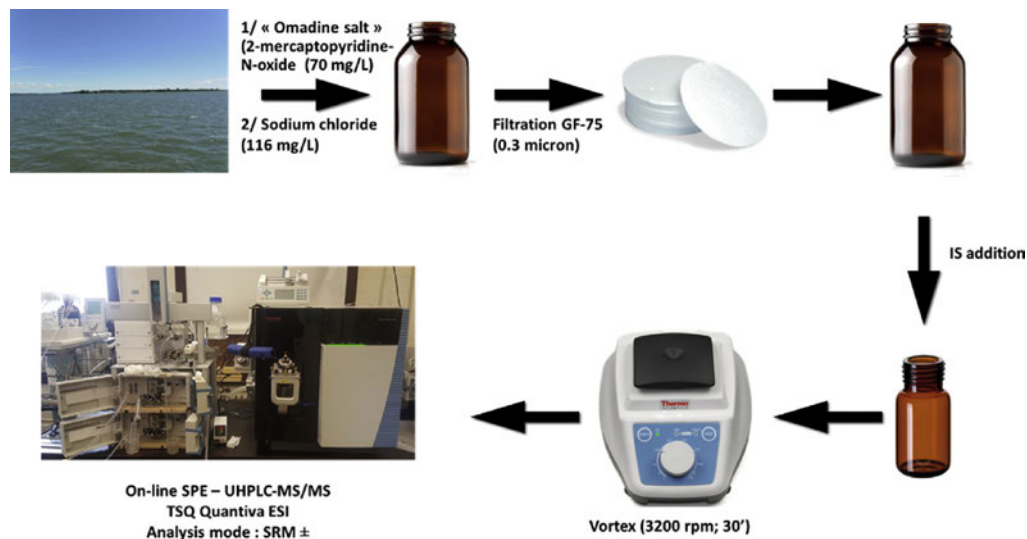 1/ « Omadine salt »
(2-mercaptopyridine-
N-oxide (70 mg/L)
2/ Sodium chloride
(116 mg/L)
Filtration GF-75
(0.3 micron)
IS addition
Thermo
Vortex (3200 rpm; 30’)
On-line SPE – UHPLC-MS/MS
TSQ Quantiva ESI
Analysis mode : SRM ±